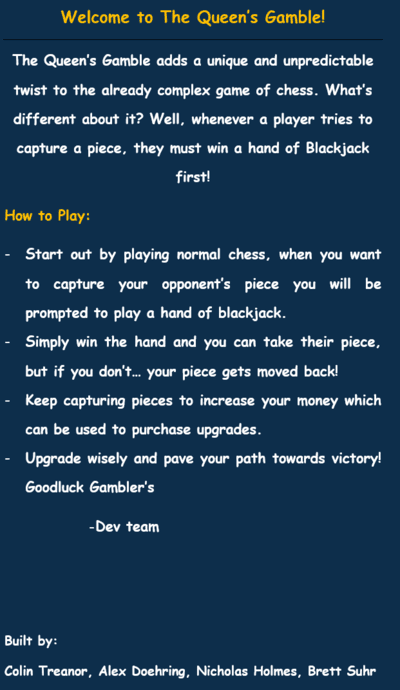 Welcome to The Queen's Gamble!
The Queen's Gamble adds a unique and unpredictable
twist to the already complex game of chess. What's
different about it? Well, whenever a player tries to
capture a piece, they must win a hand of Blackjack
first!
How to Play:
- Start out by playing normal chess, when you want
to capture your opponent's piece you will be
prompted to play a hand of blackjack.
- Simply win the hand and you can take their piece,
but if you don't… your piece gets moved back!
- Keep capturing pieces to increase your money which
can be used to purchase upgrades.
- Upgrade wisely and pave your path towards victory!
Goodluck Gambler's
-Dev team
Built by:
Colin Treanor, Alex Doehring, Nicholas Holmes, Brett Suhr